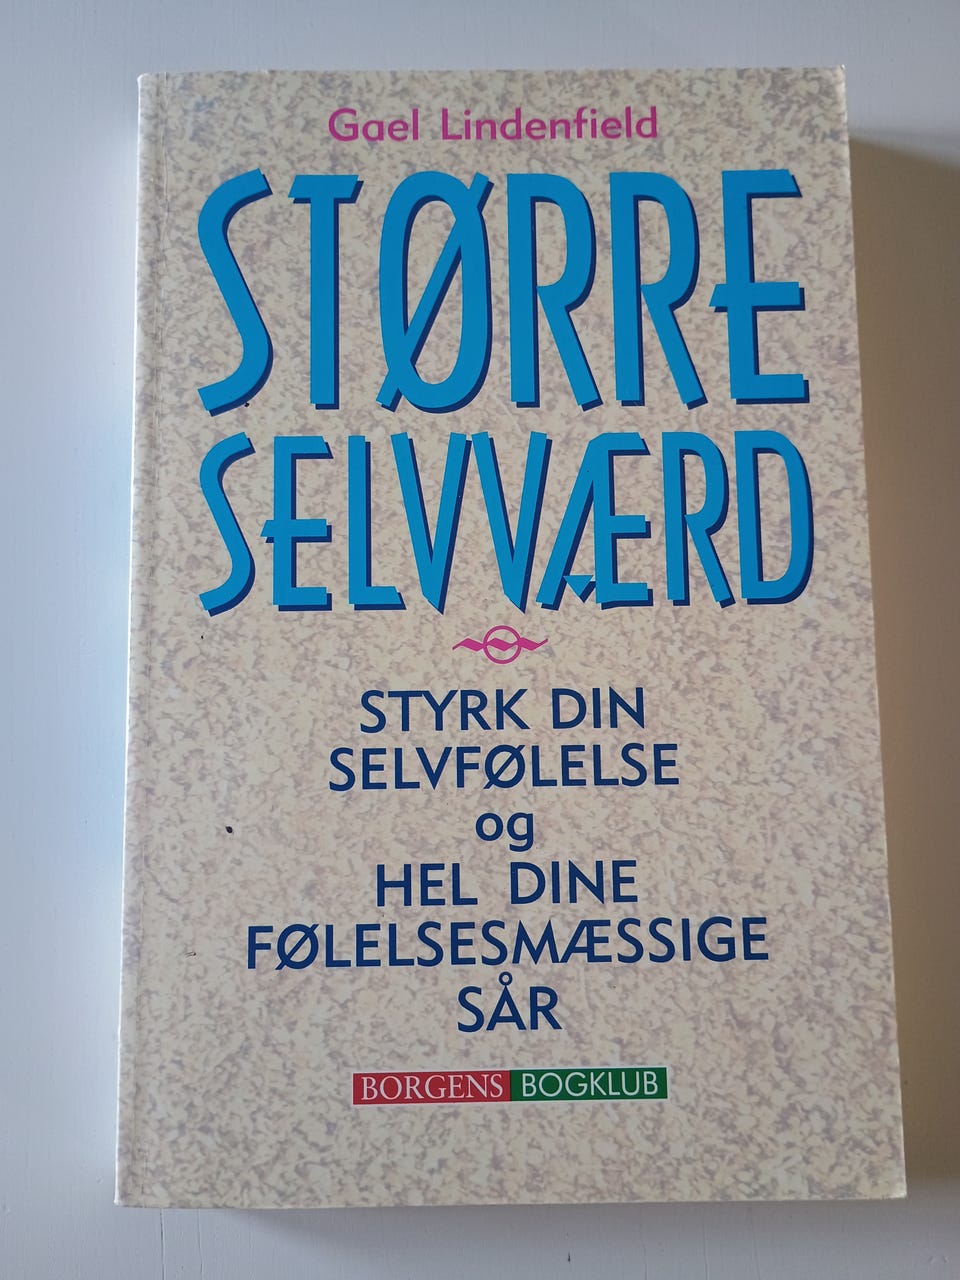 Gael Lindenfield
STØRRE
SELVVÆRD
STYRK DIN
SELVFØLELSE
og
HEL DINE
FØLELSESMÆSSIGE
SÅR
BORGENS BOGKLUB